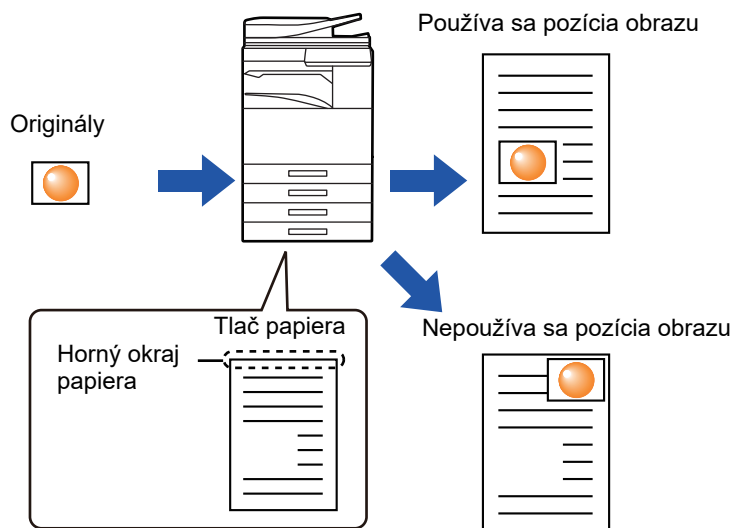 Používa sa pozícia obrazu
Originály
Tlač papiera
Horný okraj
papiera
Nepoužíva sa pozícia obrazu